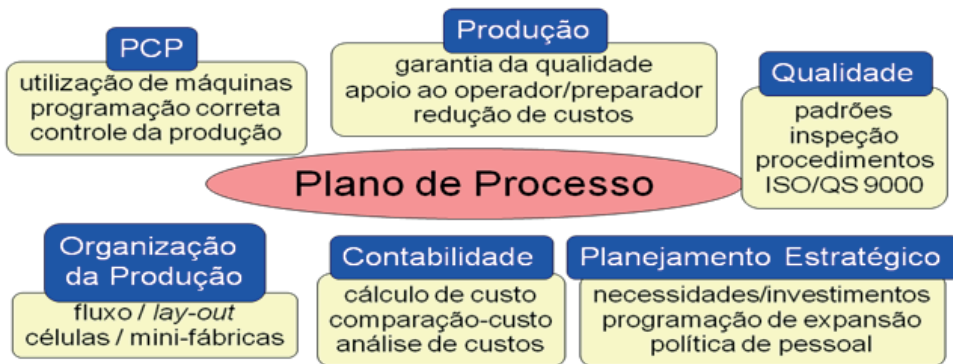 PCP
utilização de máquinas
programação correta
controle da produção
Produção
garantia da qualidade
apoio ao operador/preparador
redução de custos
Qualidade
padrões
inspeção
procedimentos
ISO/QS 9000
Plano de Processo
Organização
da Produção
fluxo / lay-out
células / mini-fábricas
Contabilidade
cálculo de custo
comparação-custo
análise de custos
Planejamento Estratégico
necessidades/investimentos
programação de expansão
política de pessoal